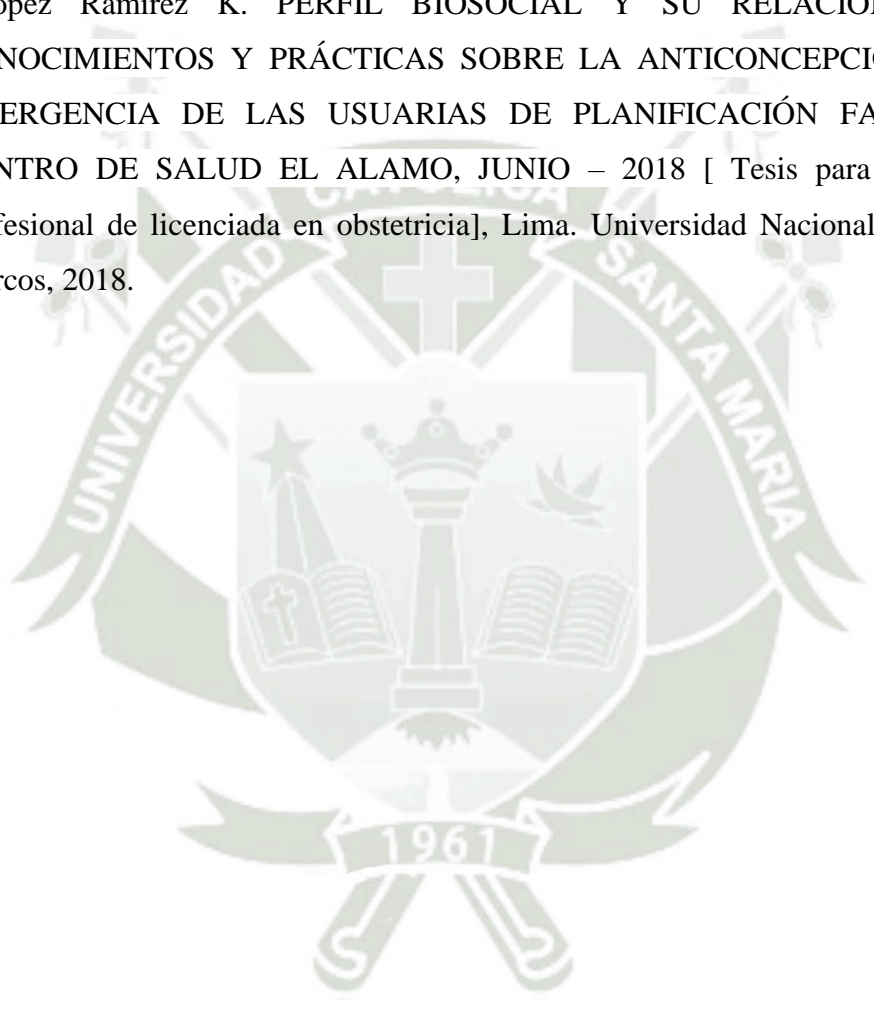 ópez Ramírez K. PERFIL BIOSOCIAL Y SU RELACIÓN
NOCIMIENTOS Y PRÁCTICAS SOBRE LA ANTICONCEPCIÓ
ERGENCIA DE LAS USUARIAS DE PLANIFICACIÓN FA
NTRO DE SALUD EL ALAMO, JUNIO – 2018 [ Tesis para
fesional de licenciada en obstetricia], Lima. Universidad Nacional
rcos, 2018.
UNIVERSIDAD CATOLICA SANTA MARIA
1961